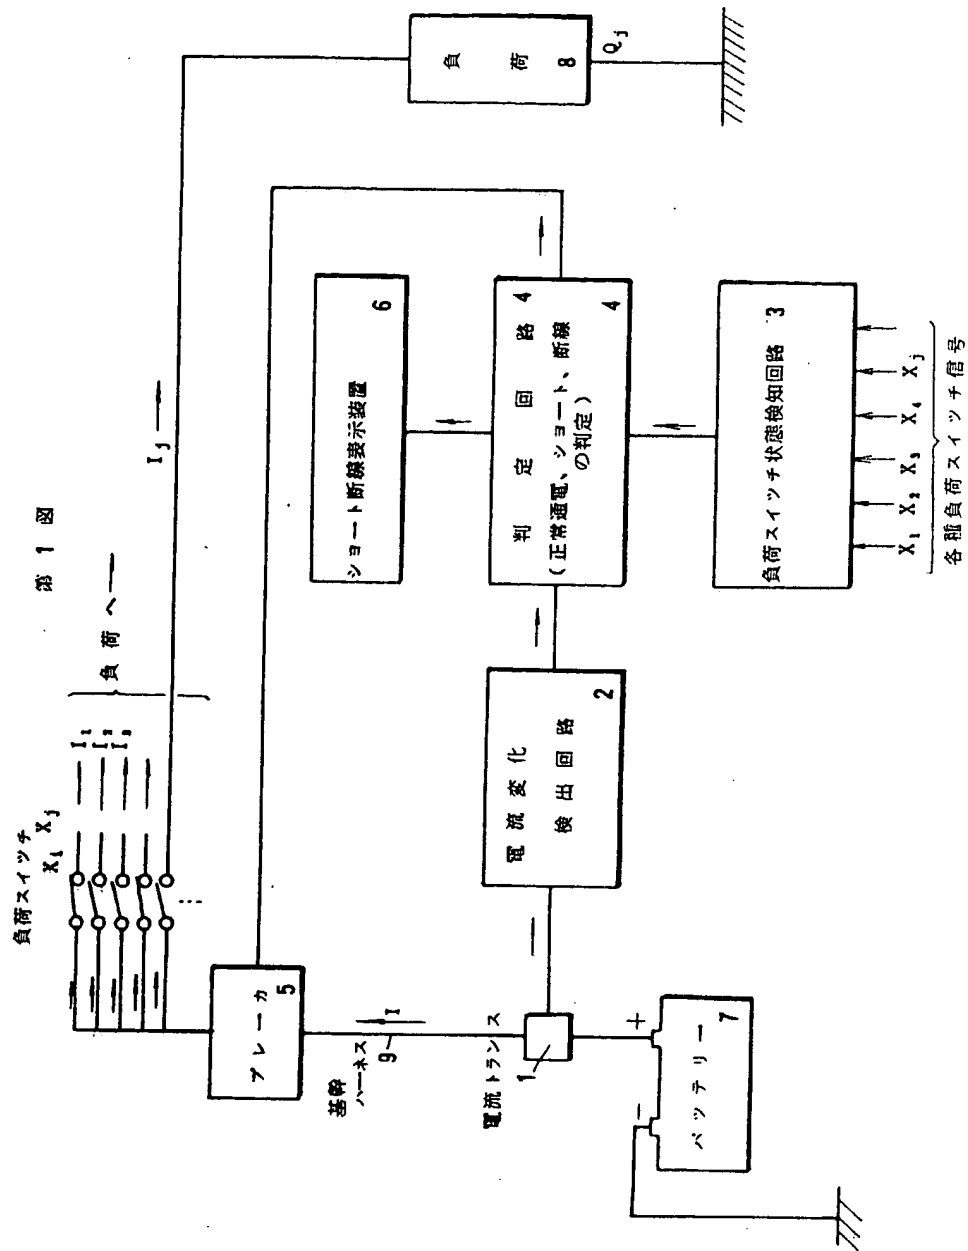 第 1 図
負荷スイッチ
X₁ Xj
負荷へ
I₁
I₂
I₃
Ij
負 荷
8
Qj
ブレーカ
5
ショート断線表示装置
6
基幹
ハーネス
9
I
電流トランス
1
電流変化
検出回路
2
判 定 回 路 4
(正常通電、ショート、断線
の判定)
4
+
−
バッテリー
7
負荷スイッチ状態検知回路 3
X₁ X₂ X₃ X₄ Xj
各種負荷スイッチ信号